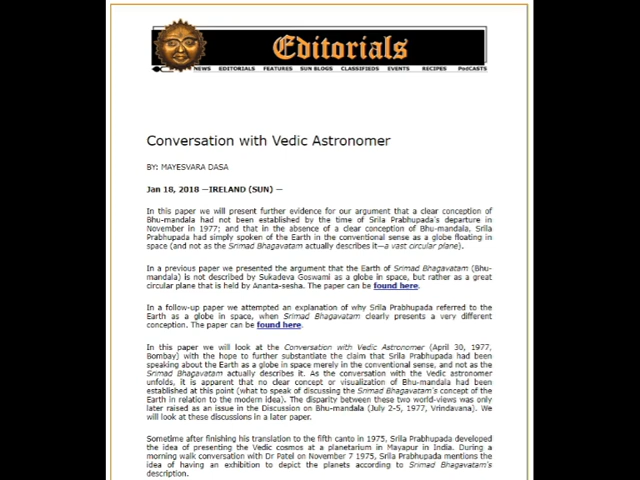 Editorials
NEWS EDITORIALS FEATURES SUN BLOGS CLASSIFIEDS EVENTS RECIPES PodCASTS
Conversation with Vedic Astronomer
BY: MAYESVARA DASA
Jan 18, 2018 —IRELAND (SUN) —
In this paper we will present further evidence for our argument that a clear conception of
Bhu-mandala had not been established by the time of Srila Prabhupada's departure in
November in 1977; and that in the absence of a clear conception of Bhu-mandala, Srila
Prabhupada had simply spoken of the Earth in the conventional sense as a globe floating in
space (and not as the Srimad Bhagavatam actually describes it—a vast circular plane).
In a previous paper we presented the argument that the Earth of Srimad Bhagavatam (Bhu-
mandala) is not described by Sukadeva Goswami as a globe in space, but rather as a great
circular plane that is held by Ananta-sesha. The paper can be found here.
In a follow-up paper we attempted an explanation of why Srila Prabhupada referred to the
Earth as a globe in space, when Srimad Bhagavatam clearly presents a very different
conception. The paper can be found here.
In this paper we will look at the Conversation with Vedic Astronomer (April 30, 1977,
Bombay) with the hope to further substantiate the claim that Srila Prabhupada had been
speaking about the Earth as a globe in space merely in the conventional sense, and not as the
Srimad Bhagavatam actually describes it. As the conversation with the Vedic astronomer
unfolds, it is apparent that no clear concept or visualization of Bhu-mandala had been
established at this point (what to speak of discussing the Srimad Bhagavatam's concept of the
Earth in relation to the modern idea). The disparity between these two world-views was only
later raised as an issue in the Discussion on Bhu-mandala (July 2-5, 1977, Vrindavana). We
will look at these discussions in a later paper.
Sometime after finishing his translation to the fifth canto in 1975, Srila Prabhupada developed
the idea of presenting the Vedic cosmos at a planetarium in Mayapur in India. During a
morning walk conversation with Dr Patel on November 7 1975, Srila Prabhupada mentions the
idea of having an exhibition to depict the planets according to Srimad Bhagavatam's
description.